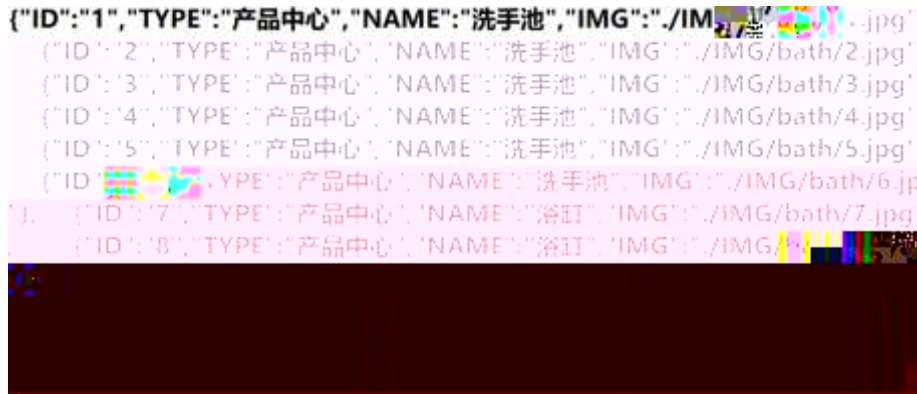 {"ID":"1","TYPE":"产品中心","NAME":"洗手池","IMG":"./IM .jpg"
{"ID":"2","TYPE":"产品中心","NAME":"洗手池","IMG":"./IMG/bath/2.jpg"
{"ID":"3","TYPE":"产品中心","NAME":"洗手池","IMG":"./IMG/bath/3.jpg"
{"ID":"4","TYPE":"产品中心","NAME":"洗手池","IMG":"./IMG/bath/4.jpg"
{"ID":"5","TYPE":"产品中心","NAME":"洗手池","IMG":"./IMG/bath/5.jpg"
{"ID YPE":"产品中心","NAME":"洗手池","IMG":"./IMG/bath/6.jp
"}, {"ID":"7","TYPE":"产品中心","NAME":"浴缸","IMG":"./IMG/bath/7.jpg
{"ID":"8","TYPE":"产品中心","NAME":"浴缸","IMG":"./IMG/